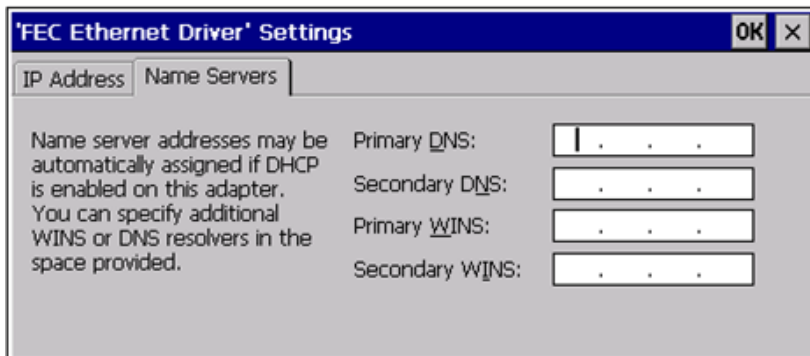 'FEC Ethernet Driver' Settings
OK ×
IP Address Name Servers
Name server addresses may be
automatically assigned if DHCP
is enabled on this adapter.
You can specify additional
WINS or DNS resolvers in the
space provided.
Primary DNS: . . .
Secondary DNS: . . .
Primary WINS: . . .
Secondary WINS: . . .